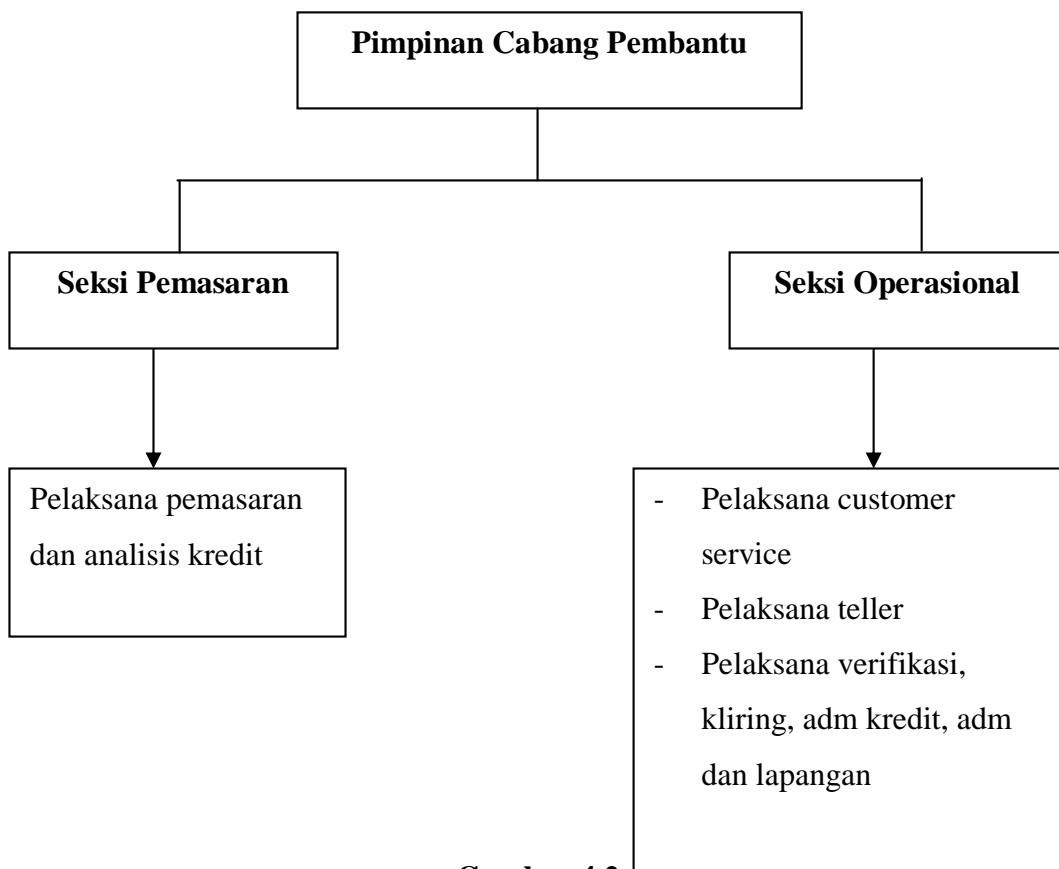 Pimpinan Cabang Pembantu
Seksi Pemasaran
Seksi Operasional
Pelaksana pemasaran
dan analisis kredit
- Pelaksana customer
service
- Pelaksana teller
- Pelaksana verifikasi,
kliring, adm kredit, adm
dan lapangan